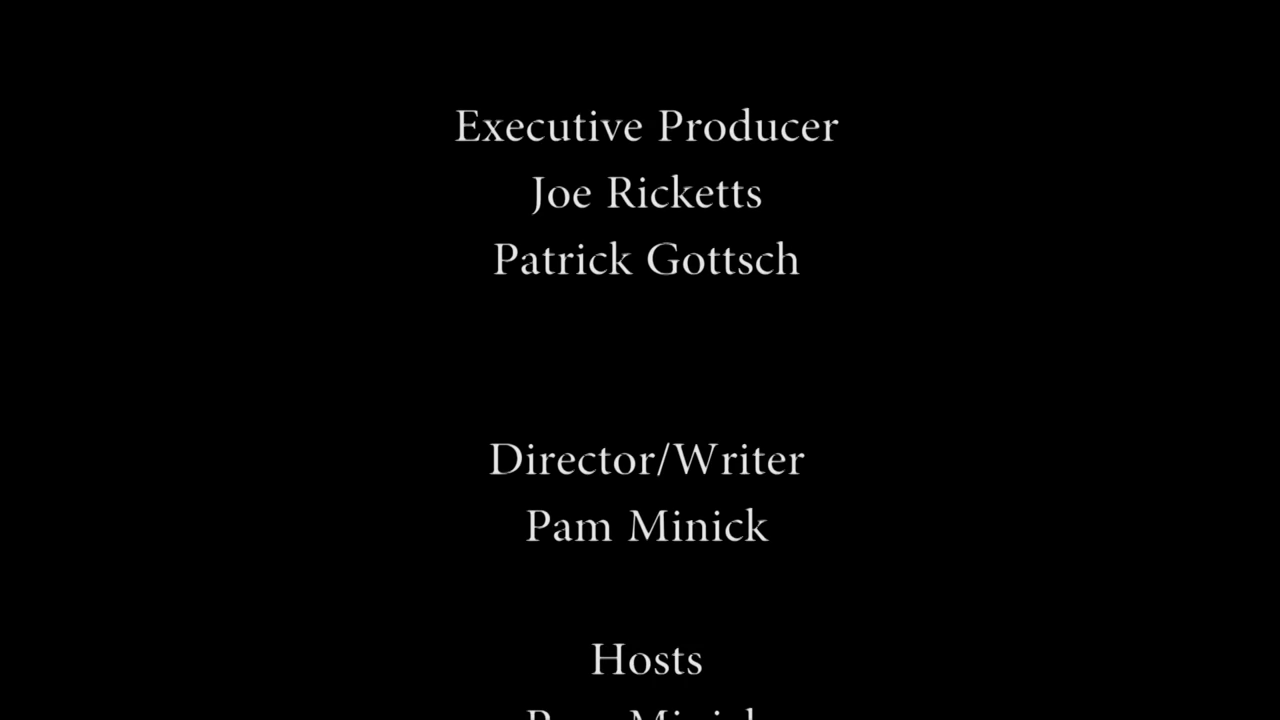 Executive Producer
Joe Ricketts
Patrick Gottsch
Director/Writer
Pam Minick
Hosts